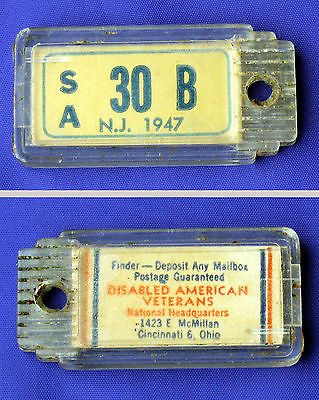 S
A
30 B
N.J. 1947
Finder — Deposit Any Mailbox
Postage Guaranteed
DISABLED AMERICAN
VETERANS
National Headquarters
1423 E McMillan
Cincinnati 6, Ohio